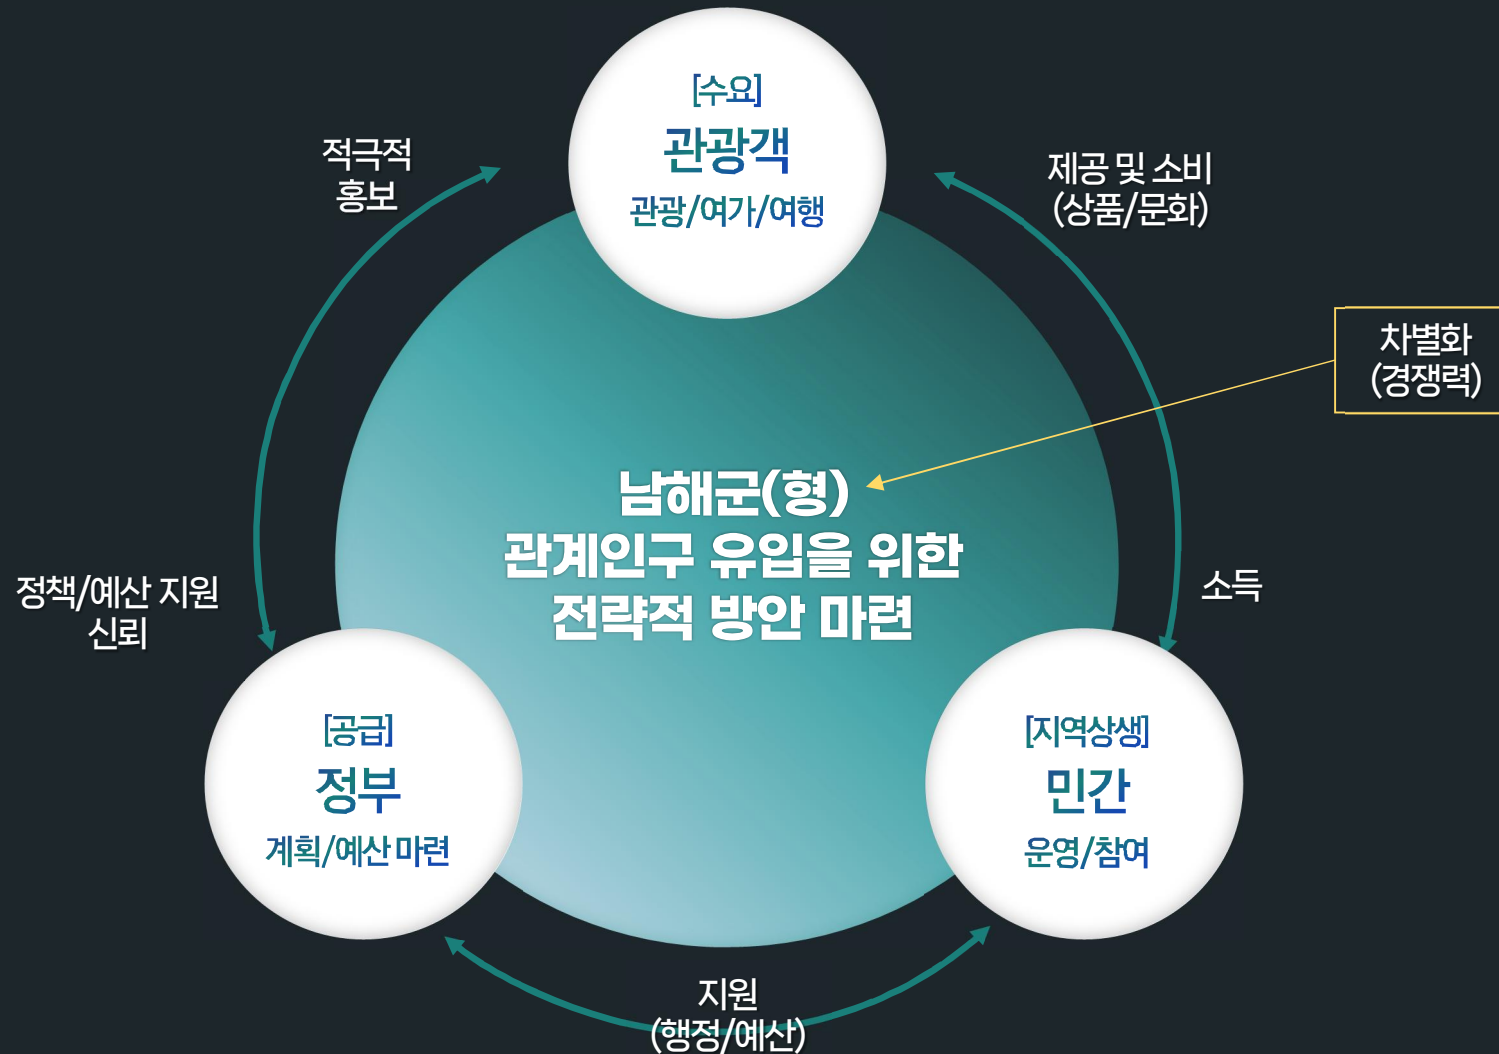 [수요]
관광객
관광/여가/여행
적극적
홍보
제공 및 소비
(상품/문화)
차별화
(경쟁력)
남해군(형)
관계인구 유입을 위한
전략적 방안 마련
정책/예산 지원
신뢰
소득
[공급]
정부
계획/예산 마련
[지역상생]
민간
운영/참여
지원
(행정/예산)